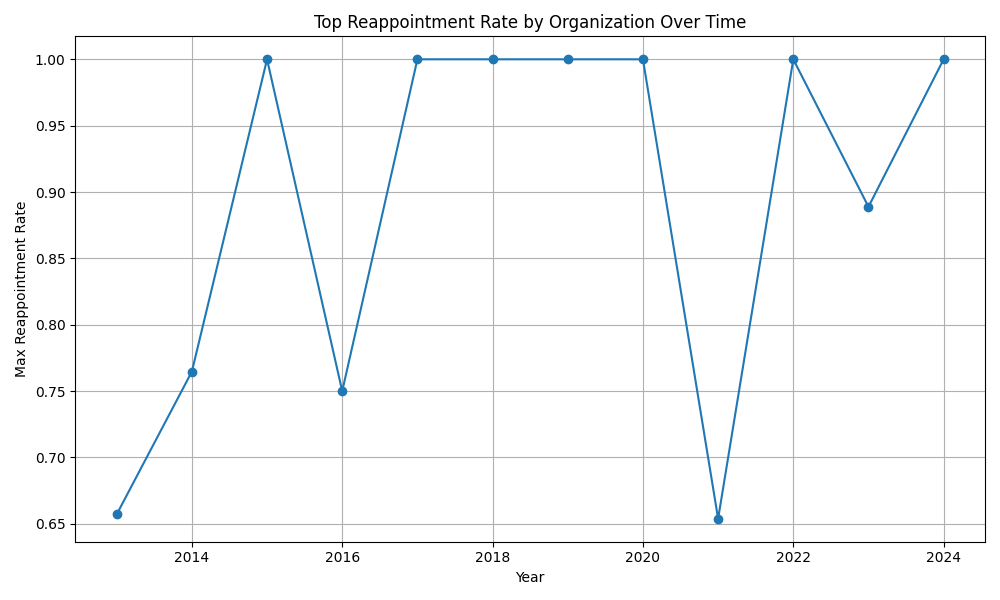 Top Reappointment Rate by Organization Over Time
Max Reappointment Rate
1.00
0.95
0.90
0.85
0.80
0.75
0.70
0.65
2014 2016 2018 2020 2022 2024
Year